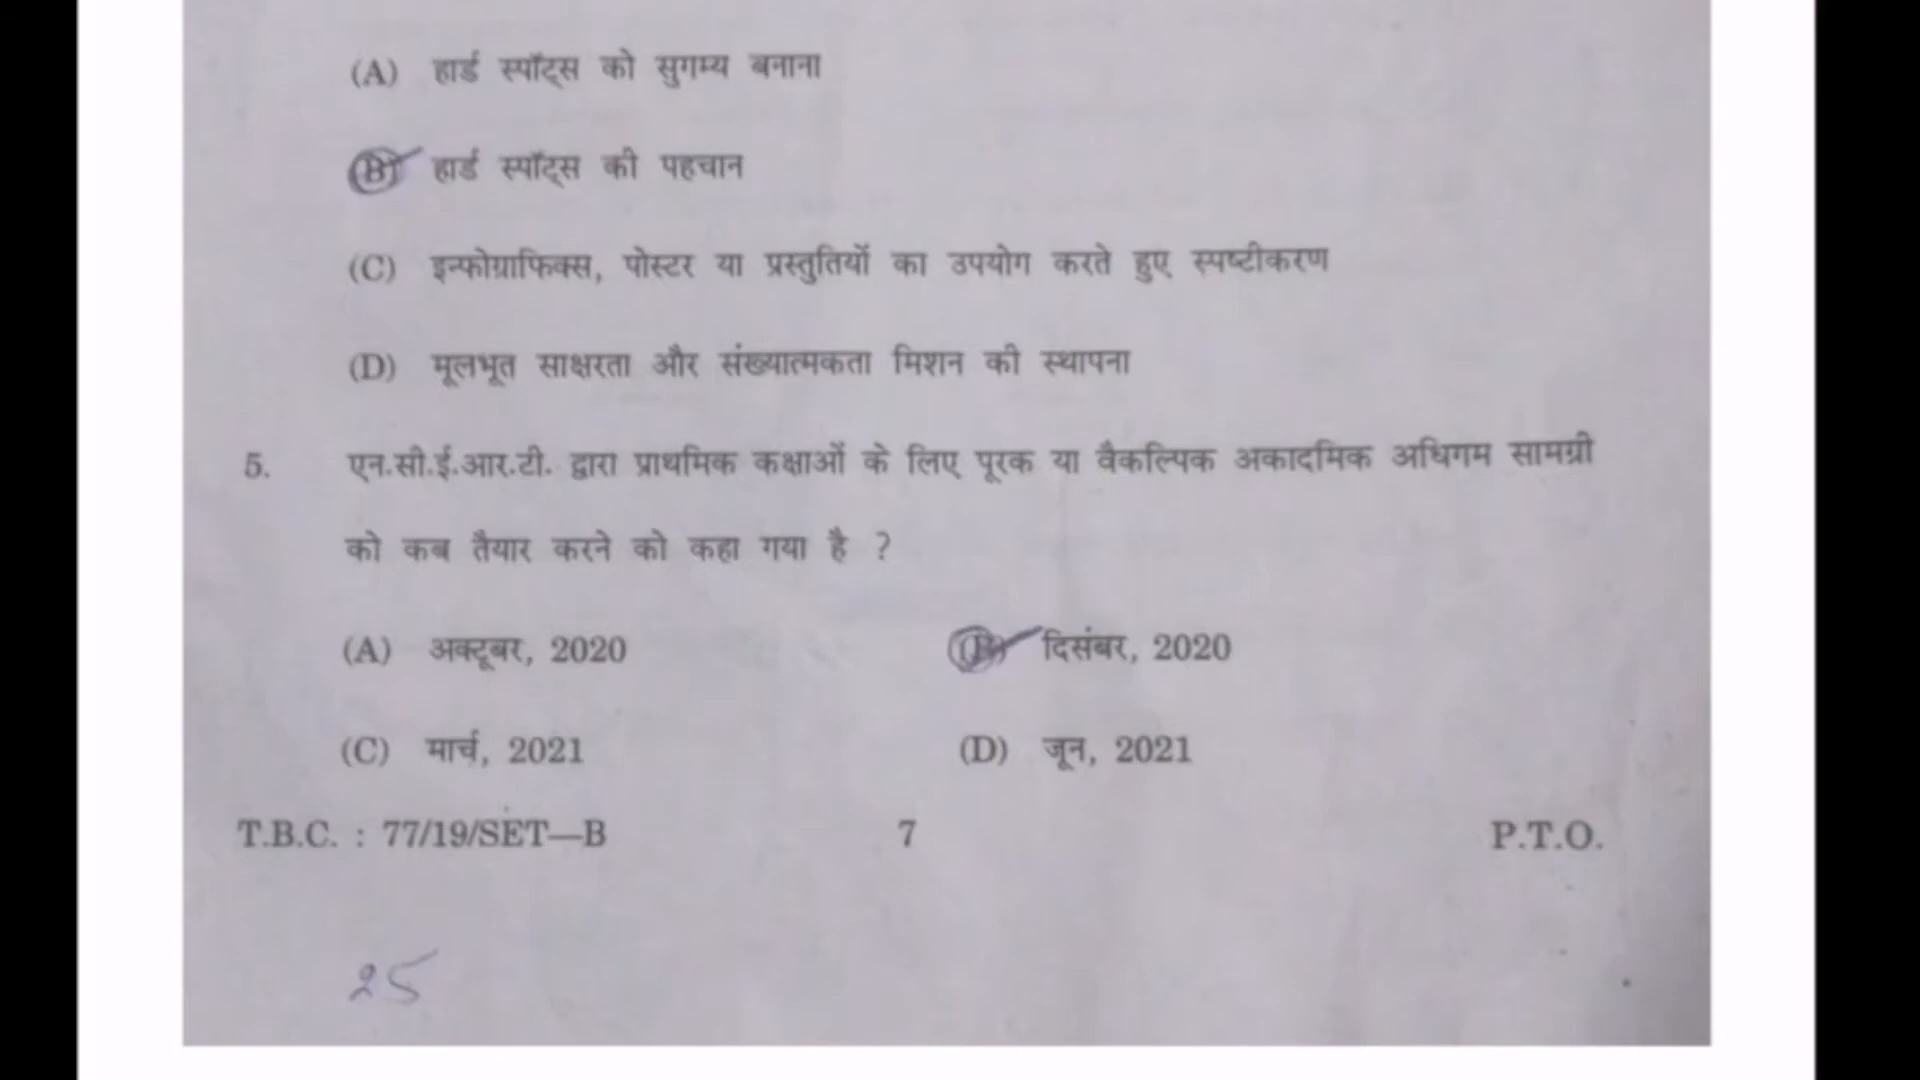 (A) हार्ड स्पॉट्स को सुगम्य बनाना
(B) हार्ड स्पॉट्स की पहचान
(C) इन्फोग्राफिक्स, पोस्टर या प्रस्तुतियों का उपयोग करते हुए स्पष्टीकरण
(D) मूलभूत साक्षरता और संख्यात्मकता मिशन की स्थापना
5. एन.सी.ई.आर.टी. द्वारा प्राथमिक कक्षाओं के लिए पूरक या वैकल्पिक अकादमिक अधिगम सामग्री
को कब तैयार करने को कहा गया है ?
(A) अक्टूबर, 2020 (B) दिसंबर, 2020
(C) मार्च, 2021 (D) जून, 2021
T.B.C. : 77/19/SET—B 7 P.T.O.
25